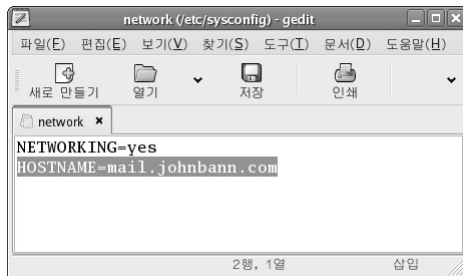 network (/etc/sysconfig) - gedit
파일(F) 편집(E) 보기(V) 찾기(S) 도구(T) 문서(D) 도움말(H)
새로 만들기 열기 저장 인쇄
network ×
NETWORKING=yes
HOSTNAME=mail.johnbann.com
2행, 1열 삽입